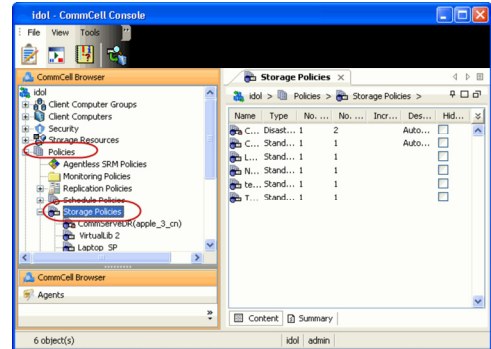 idol - CommCell Console
File View Tools
CommCell Browser
idol
Client Computer Groups
Client Computers
Security
Storage Resources
Policies
Agentless SRM Policies
Monitoring Policies
Replication Policies
Schedule Policies
Storage Policies
CommServeDR(apple_3_cn)
VirtualLib 2
Laptop SP
CommCell Browser
Agents
Storage Policies
idol > Policies > Storage Policies >
Name Type No. ... No. ... Incr... Des... Hid...
C... Disast... 1 2 Auto...
C... Stand... 1 1 Auto...
L... Stand... 1 1
N... Stand... 1 1
te... Stand... 1 1
T... Stand... 1 1
Content Summary
6 object(s) idol admin